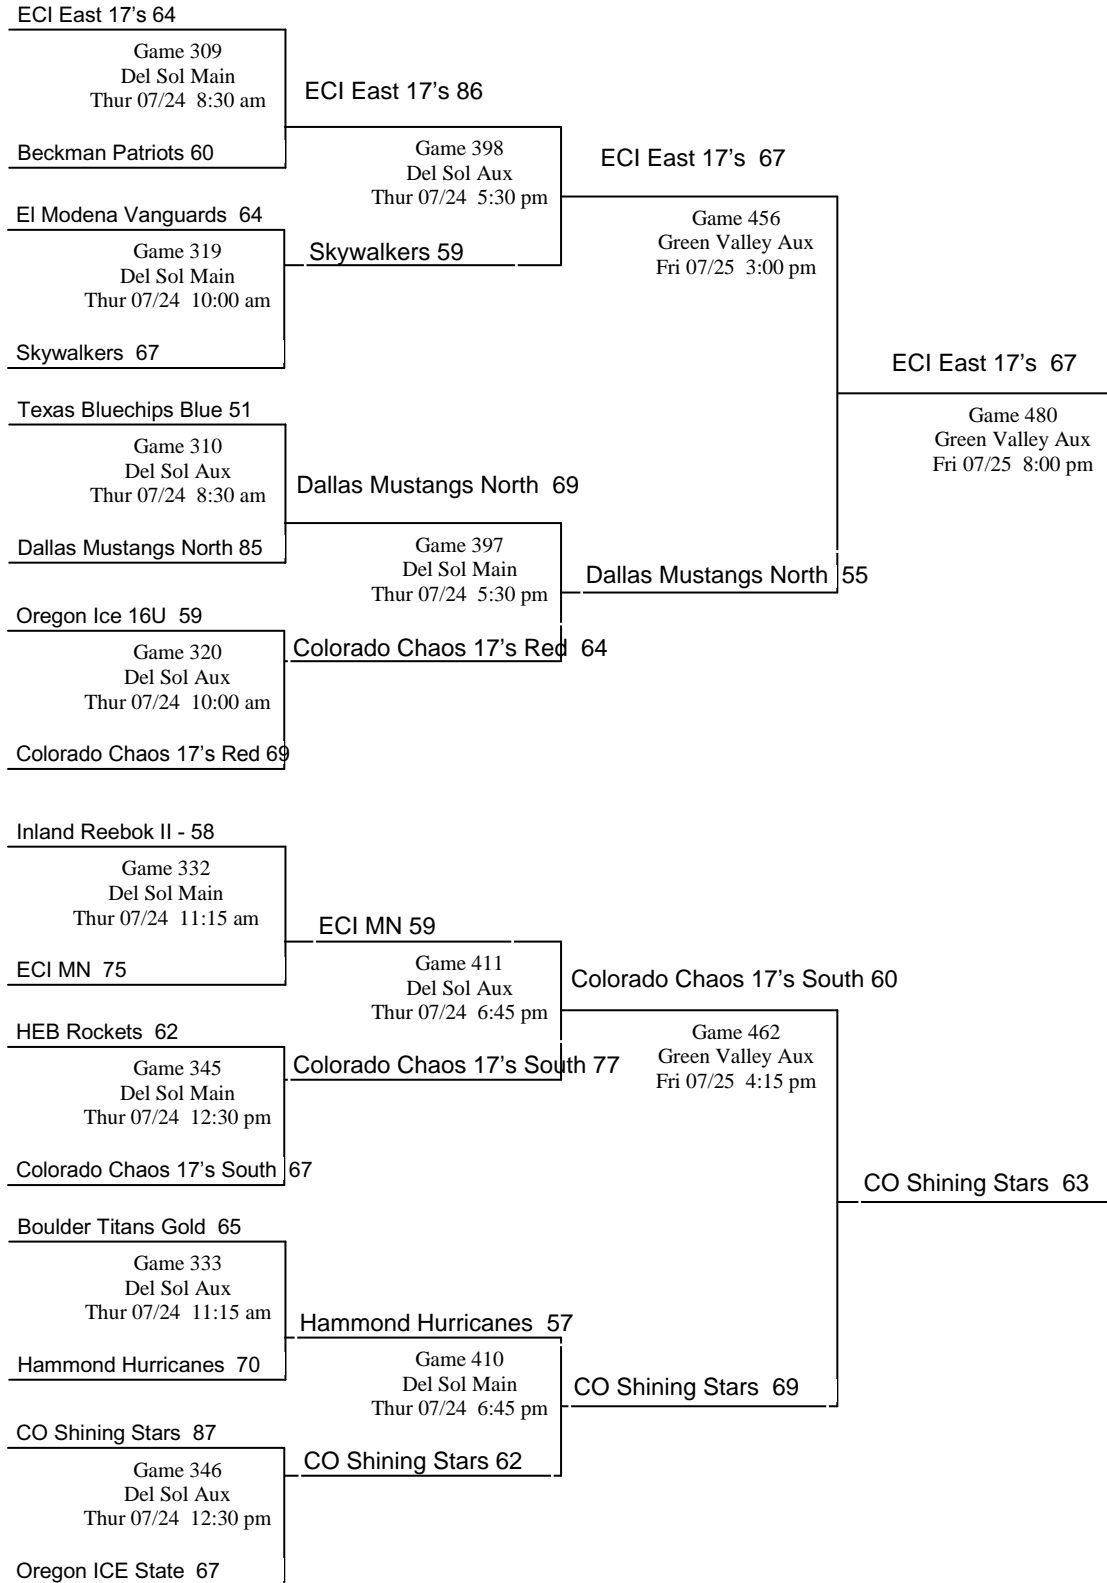 ECI East 17's 64
Game 309
Del Sol Main
Thur 07/24  8:30 am
Beckman Patriots 60
ECI East 17's 86
Game 398
Del Sol Aux
Thur 07/24  5:30 pm
El Modena Vanguards  64
Game 319
Del Sol Main
Thur 07/24  10:00 am
Skywalkers  67
Skywalkers 59
ECI East 17's  67
Game 456
Green Valley Aux
Fri 07/25  3:00 pm
Texas Bluechips Blue 51
Game 310
Del Sol Aux
Thur 07/24  8:30 am
Dallas Mustangs North 85
Dallas Mustangs North  69
Game 397
Del Sol Main
Thur 07/24  5:30 pm
Oregon Ice 16U  59
Game 320
Del Sol Aux
Thur 07/24  10:00 am
Colorado Chaos 17's Red 69
Colorado Chaos 17's Red  64
Dallas Mustangs North  55
ECI East 17's  67
Game 480
Green Valley Aux
Fri 07/25  8:00 pm
Inland Reebok II - 58
Game 332
Del Sol Main
Thur 07/24  11:15 am
ECI MN  75
ECI MN 59
Game 411
Del Sol Aux
Thur 07/24  6:45 pm
HEB Rockets  62
Game 345
Del Sol Main
Thur 07/24  12:30 pm
Colorado Chaos 17's South  67
Colorado Chaos 17's South 77
Colorado Chaos 17's South 60
Game 462
Green Valley Aux
Fri 07/25  4:15 pm
Boulder Titans Gold  65
Game 333
Del Sol Aux
Thur 07/24  11:15 am
Hammond Hurricanes  70
Hammond Hurricanes  57
Game 410
Del Sol Main
Thur 07/24  6:45 pm
CO Shining Stars  87
Game 346
Del Sol Aux
Thur 07/24  12:30 pm
Oregon ICE State  67
CO Shining Stars 62
CO Shining Stars  69
CO Shining Stars  63